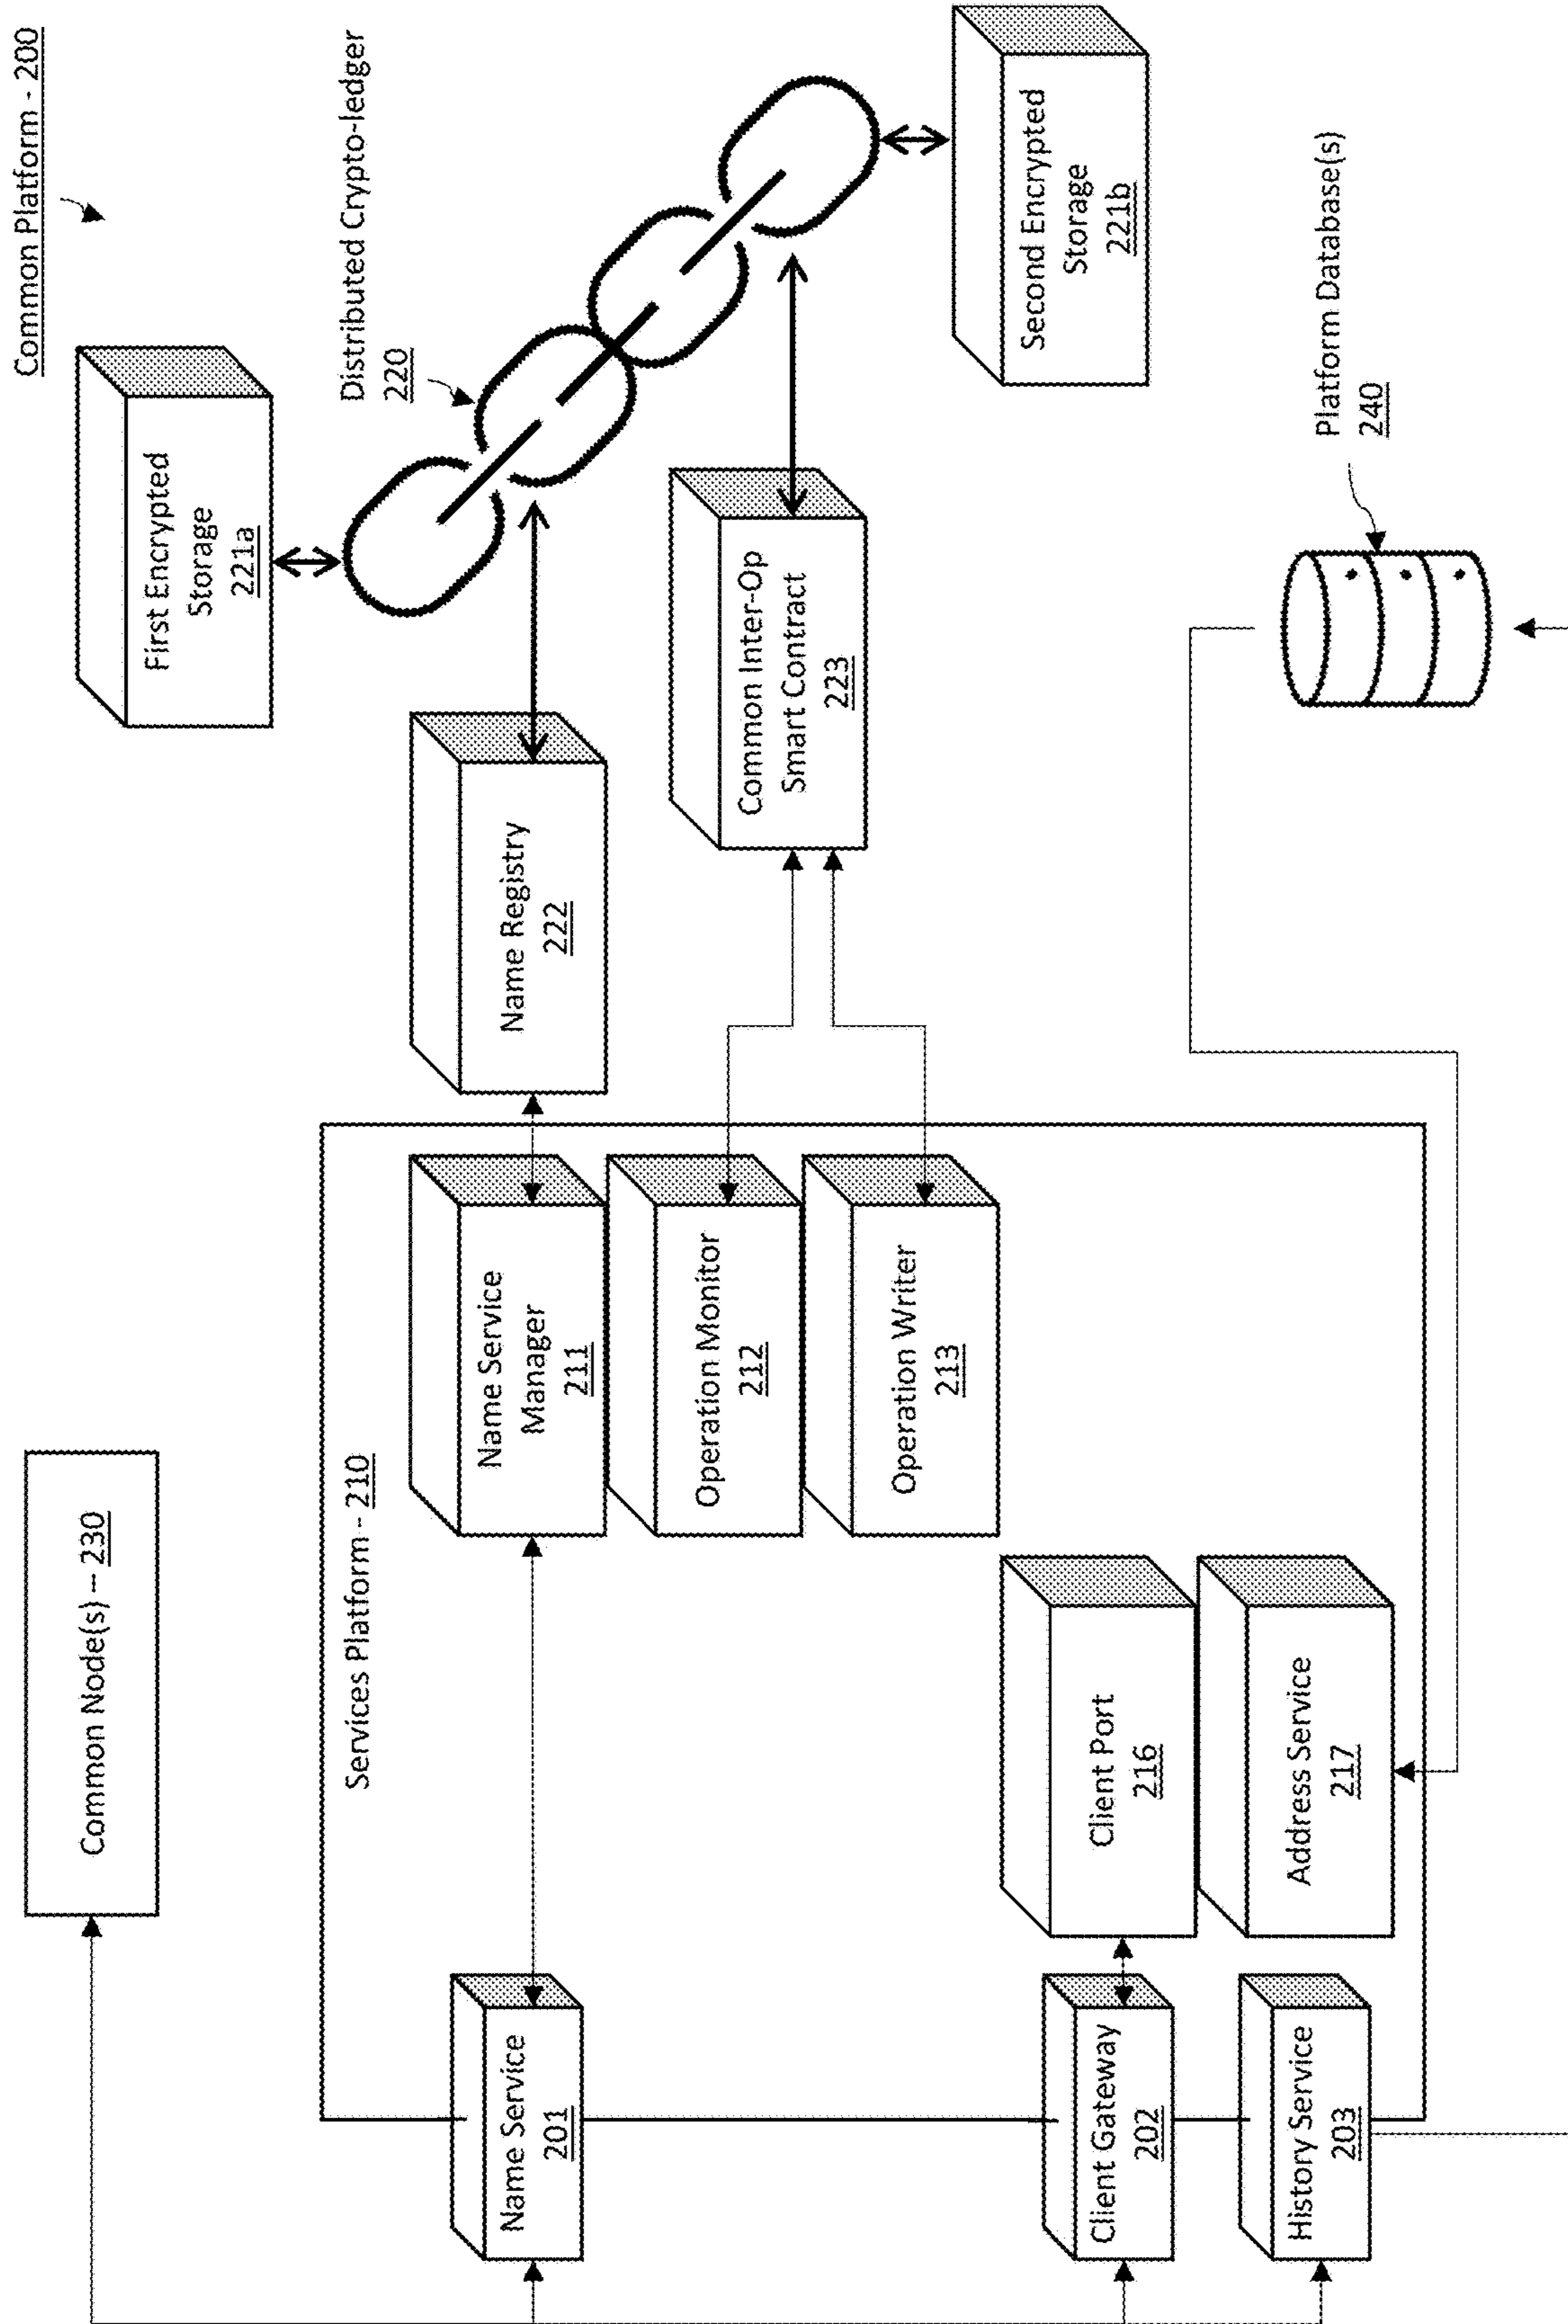 Common Platform - 200
First Encrypted
Storage
221a
Distributed Crypto-ledger
220
Second Encrypted
Storage
221b
Name Registry
222
Common Inter-Op
Smart Contract
223
Platform Database(s)
240
Common Node(s) – 230
Services Platform - 210
Name Service
Manager
211
Operation Monitor
212
Operation Writer
213
Client Port
216
Address Service
217
Name Service
201
Client Gateway
202
History Service
203